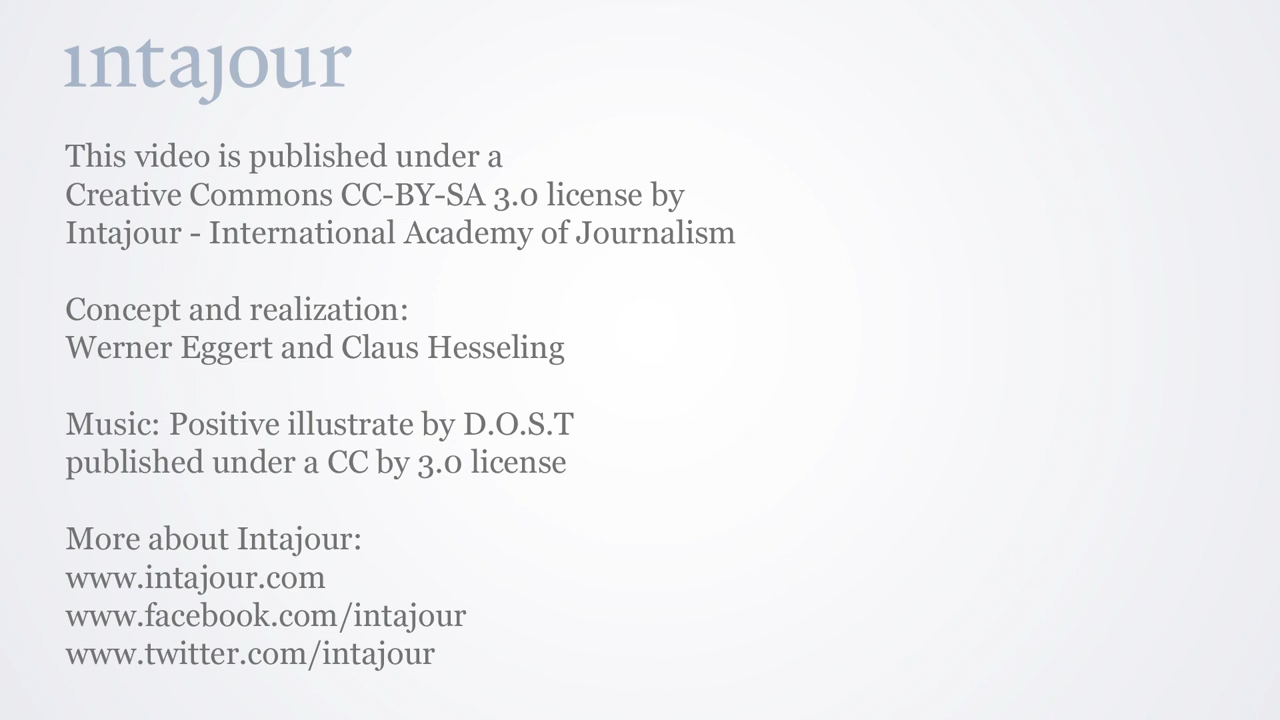 intajour
This video is published under a
Creative Commons CC-BY-SA 3.0 license by
Intajour - International Academy of Journalism
Concept and realization:
Werner Eggert and Claus Hesseling
Music: Positive illustrate by D.O.S.T
published under a CC by 3.0 license
More about Intajour:
www.intajour.com
www.facebook.com/intajour
www.twitter.com/intajour